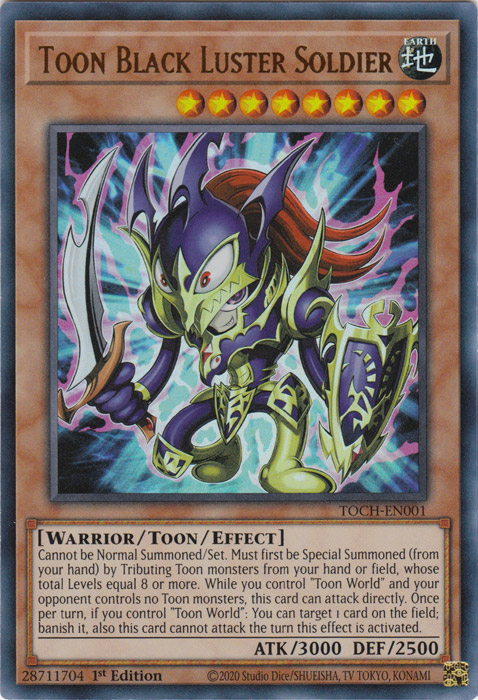 TOON BLACK LUSTER SOLDIER
EARTH
地
TOCH-EN001
[WARRIOR/TOON/EFFECT]
Cannot be Normal Summoned/Set. Must first be Special Summoned (from
your hand) by Tributing Toon monsters from your hand or field, whose
total Levels equal 8 or more. While you control "Toon World" and your
opponent controls no Toon monsters, this card can attack directly. Once
per turn, if you control "Toon World": You can target 1 card on the field;
banish it, also this card cannot attack the turn this effect is activated.
ATK/3000 DEF/2500
28711704 1st Edition ©2020 Studio Dice/SHUEISHA, TV TOKYO, KONAMI